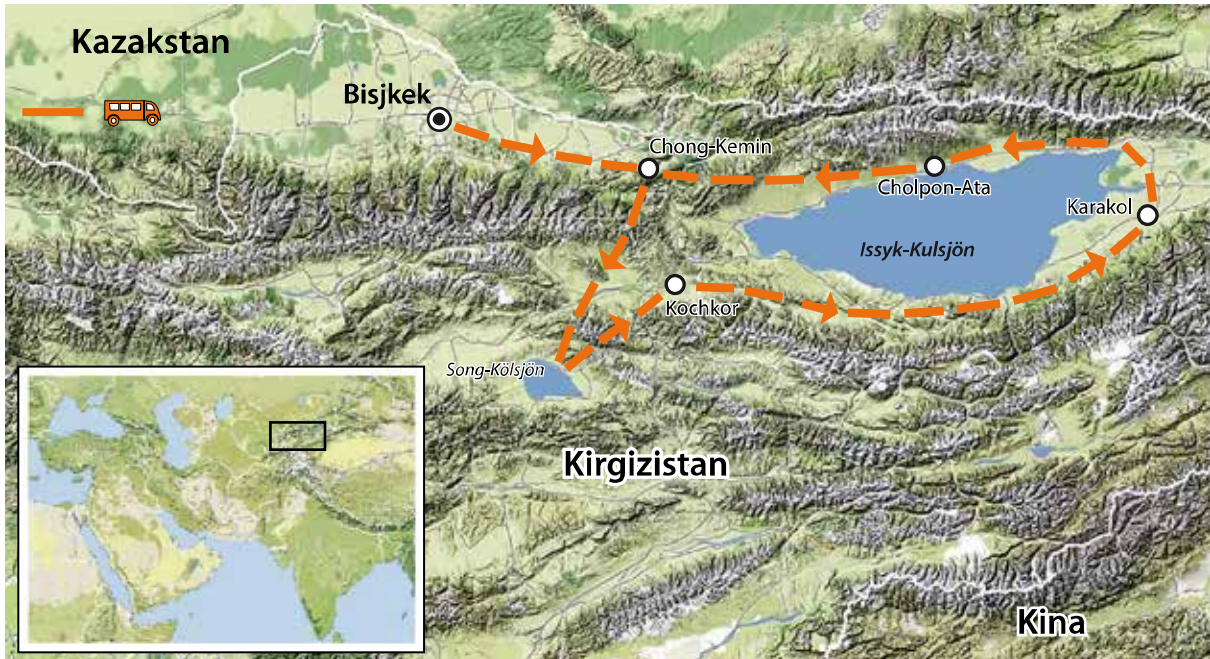 Kazakstan
Bisjkek
Chong-Kemin
Cholpon-Ata
Karakol
Issyk-Kulsjön
Kochkor
Song-Kölsjön
Kirgizistan
Kina